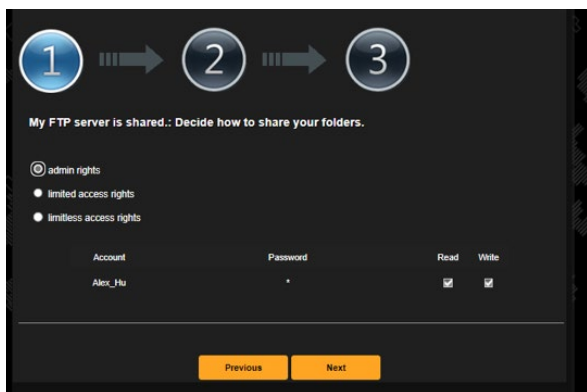 1 2 3
My FTP server is shared.: Decide how to share your folders.
admin rights
limited access rights
limitless access rights
Account Password Read Write
Alex_Hu *
Previous Next